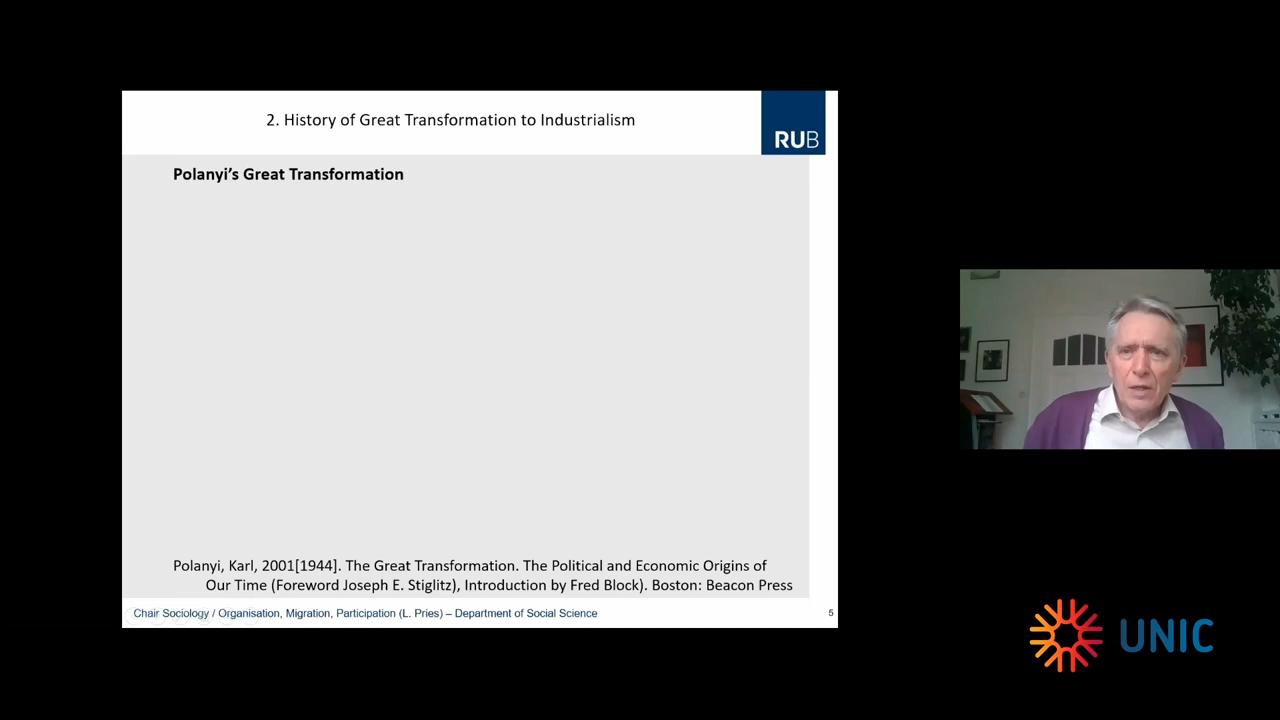 2. History of Great Transformation to Industrialism
RUB
Polanyi's Great Transformation
Polanyi, Karl, 2001[1944]. The Great Transformation. The Political and Economic Origins of
Our Time (Foreword Joseph E. Stiglitz), Introduction by Fred Block). Boston: Beacon Press
Chair Sociology / Organisation, Migration, Participation (L. Pries) – Department of Social Science
5
UNIC